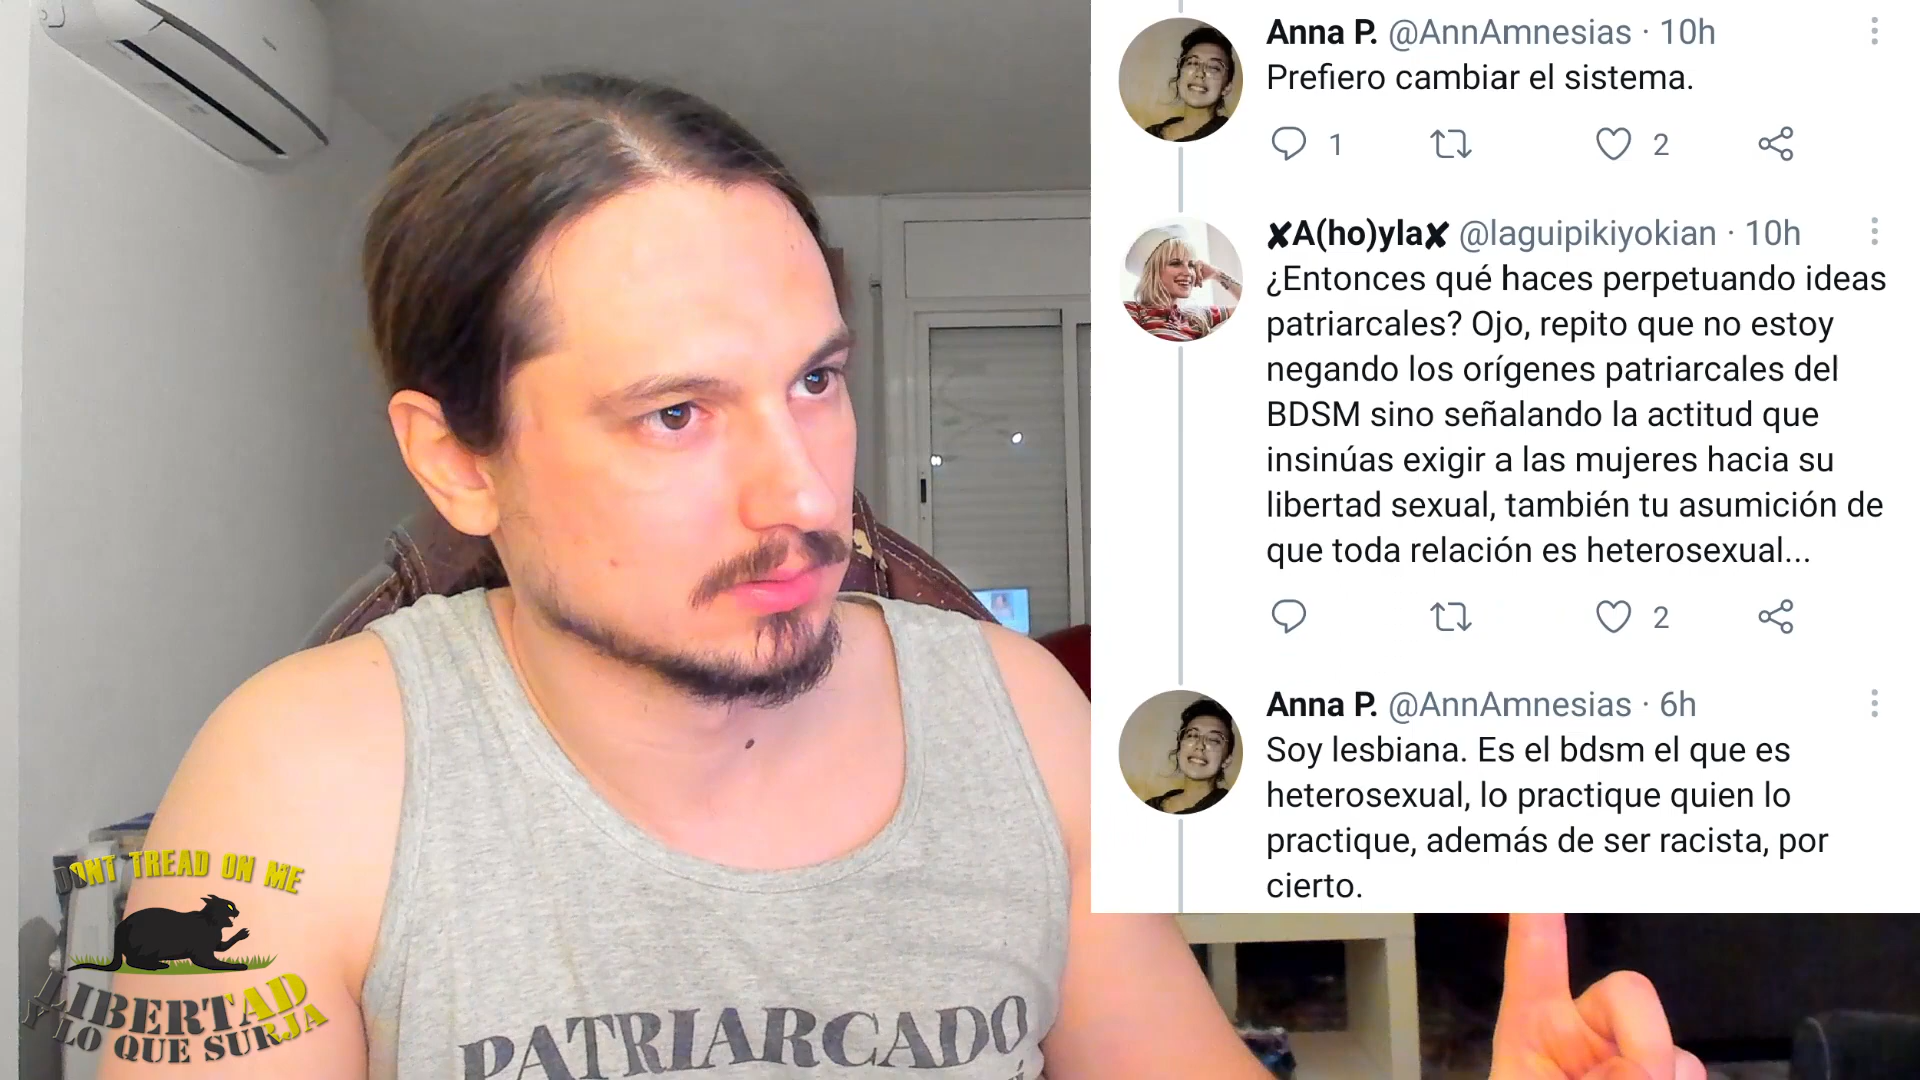 Anna P. @AnnAmnesias · 10h
Prefiero cambiar el sistema.
1 2
✘A(ho)yla✘ @laguipikiyokian · 10h
¿Entonces qué haces perpetuando ideas
patriarcales? Ojo, repito que no estoy
negando los orígenes patriarcales del
BDSM sino señalando la actitud que
insinúas exigir a las mujeres hacia su
libertad sexual, también tu asumición de
que toda relación es heterosexual...
2
Anna P. @AnnAmnesias · 6h
Soy lesbiana. Es el bdsm el que es
heterosexual, lo practique quien lo
practique, además de ser racista, por
cierto.
DONT TREAD ON ME
LIBERTAD
Y LO QUE SURJA
PATRIARCADO